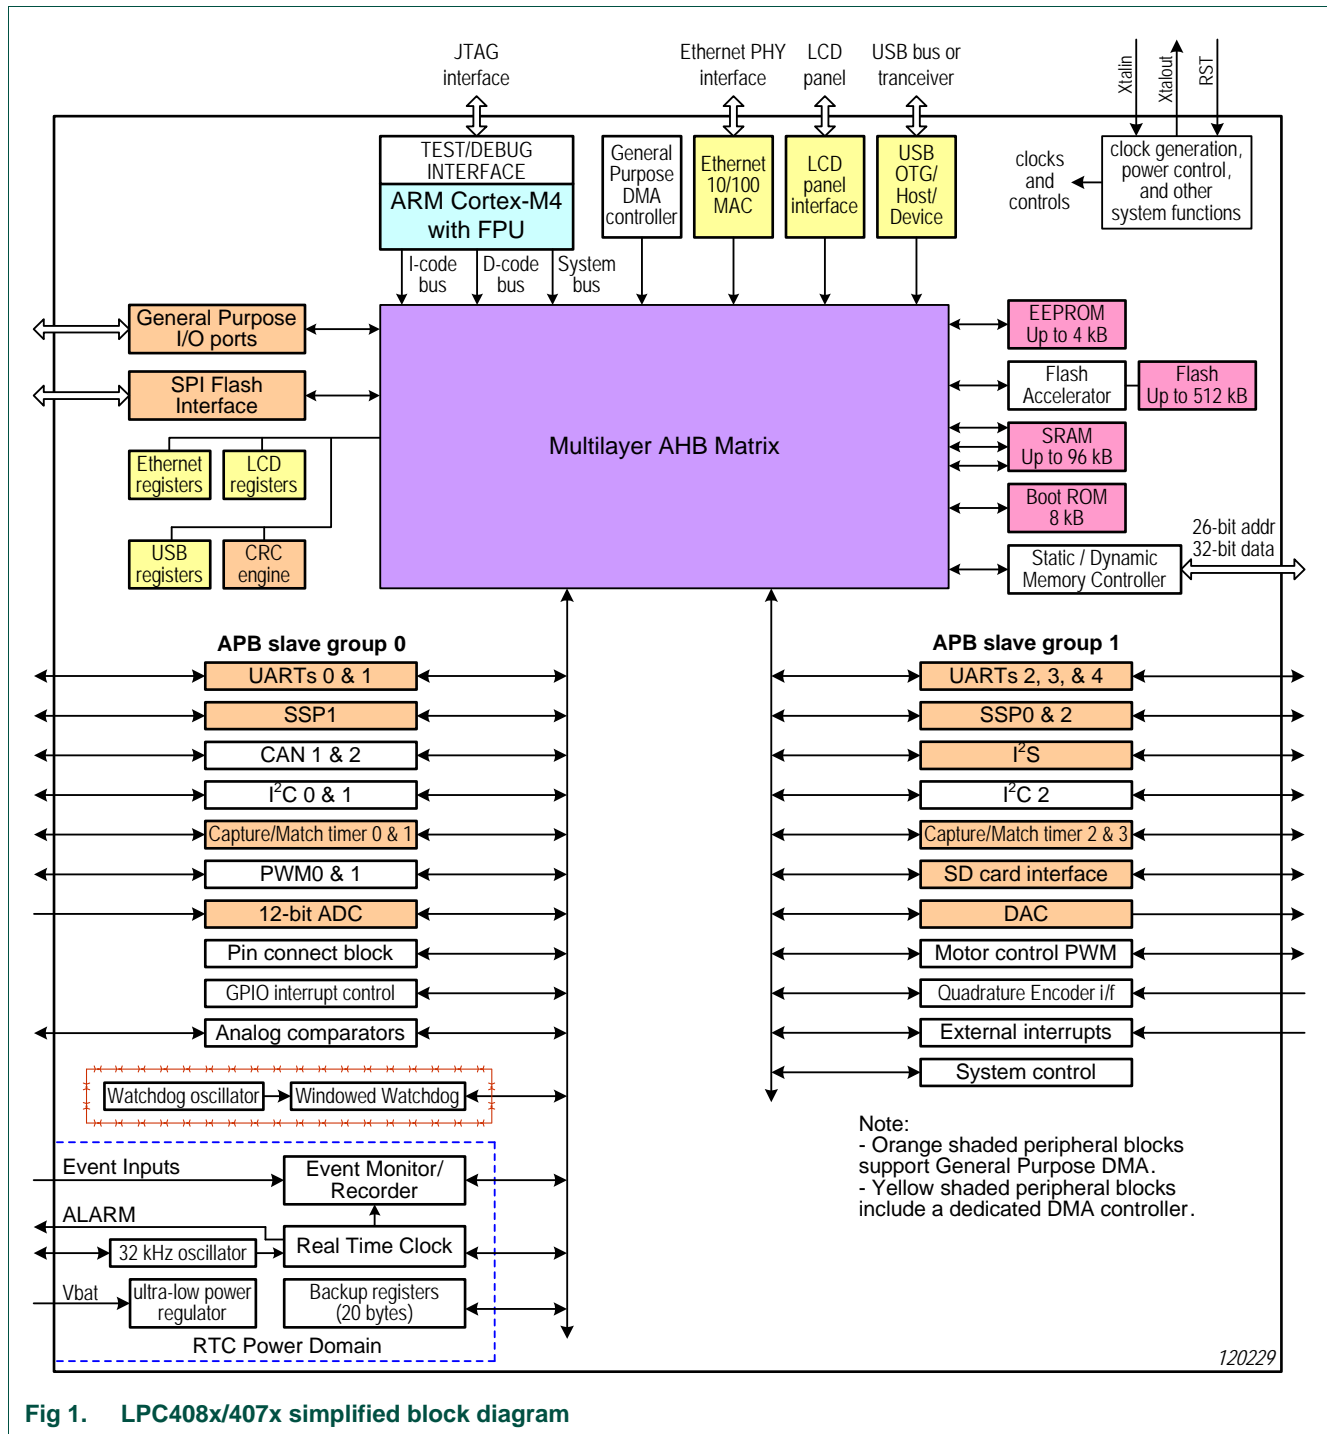 JTAG
interface
Ethernet PHY
interface
LCD
panel
USB bus or
tranceiver
Xtalin
Xtalout
RST
TEST/DEBUG
INTERFACE
ARM Cortex-M4
with FPU
General
Purpose
DMA
controller
Ethernet
10/100
MAC
LCD
panel
interface
USB
OTG/
Host/
Device
clocks
and
controls
clock generation,
power control,
and other
system functions
I-code
bus
D-code
bus
System
bus
General Purpose
I/O ports
SPI Flash
Interface
Ethernet
registers
LCD
registers
USB
registers
CRC
engine
Multilayer AHB Matrix
EEPROM
Up to 4 kB
Flash
Accelerator
Flash
Up to 512 kB
SRAM
Up to 96 kB
Boot ROM
8 kB
Static / Dynamic
Memory Controller
26-bit addr
32-bit data
APB slave group 0
UARTs 0 & 1
SSP1
CAN 1 & 2
I2C 0 & 1
Capture/Match timer 0 & 1
PWM0 & 1
12-bit ADC
Pin connect block
GPIO interrupt control
Analog comparators
Watchdog oscillator
Windowed Watchdog
Event Inputs
Event Monitor/
Recorder
ALARM
32 kHz oscillator
Real Time Clock
Vbat
ultra-low power
regulator
Backup registers
(20 bytes)
RTC Power Domain
APB slave group 1
UARTs 2, 3, & 4
SSP0 & 2
I2S
I2C 2
Capture/Match timer 2 & 3
SD card interface
DAC
Motor control PWM
Quadrature Encoder i/f
External interrupts
System control
Note:
- Orange shaded peripheral blocks
support General Purpose DMA.
- Yellow shaded peripheral blocks
include a dedicated DMA controller.
120229
Fig 1. LPC408x/407x simplified block diagram